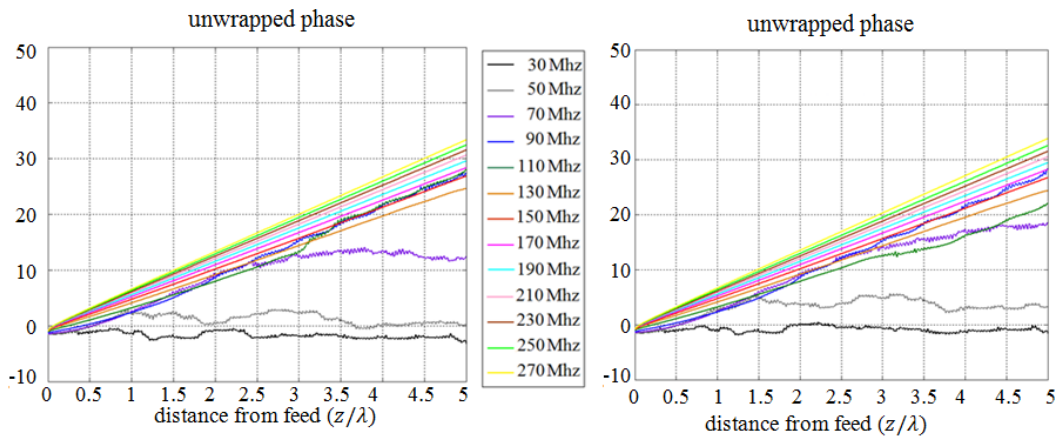 unwrapped phase
50
40
30
20
10
0
-10
0 0.5 1 1.5 2 2.5 3 3.5 4 4.5 5
distance from feed (z/λ)
30 Mhz
50 Mhz
70 Mhz
90 Mhz
110 Mhz
130 Mhz
150 Mhz
170 Mhz
190 Mhz
210 Mhz
230 Mhz
250 Mhz
270 Mhz
unwrapped phase
50
40
30
20
10
0
-10
0 0.5 1 1.5 2 2.5 3 3.5 4 4.5 5
distance from feed (z/λ)